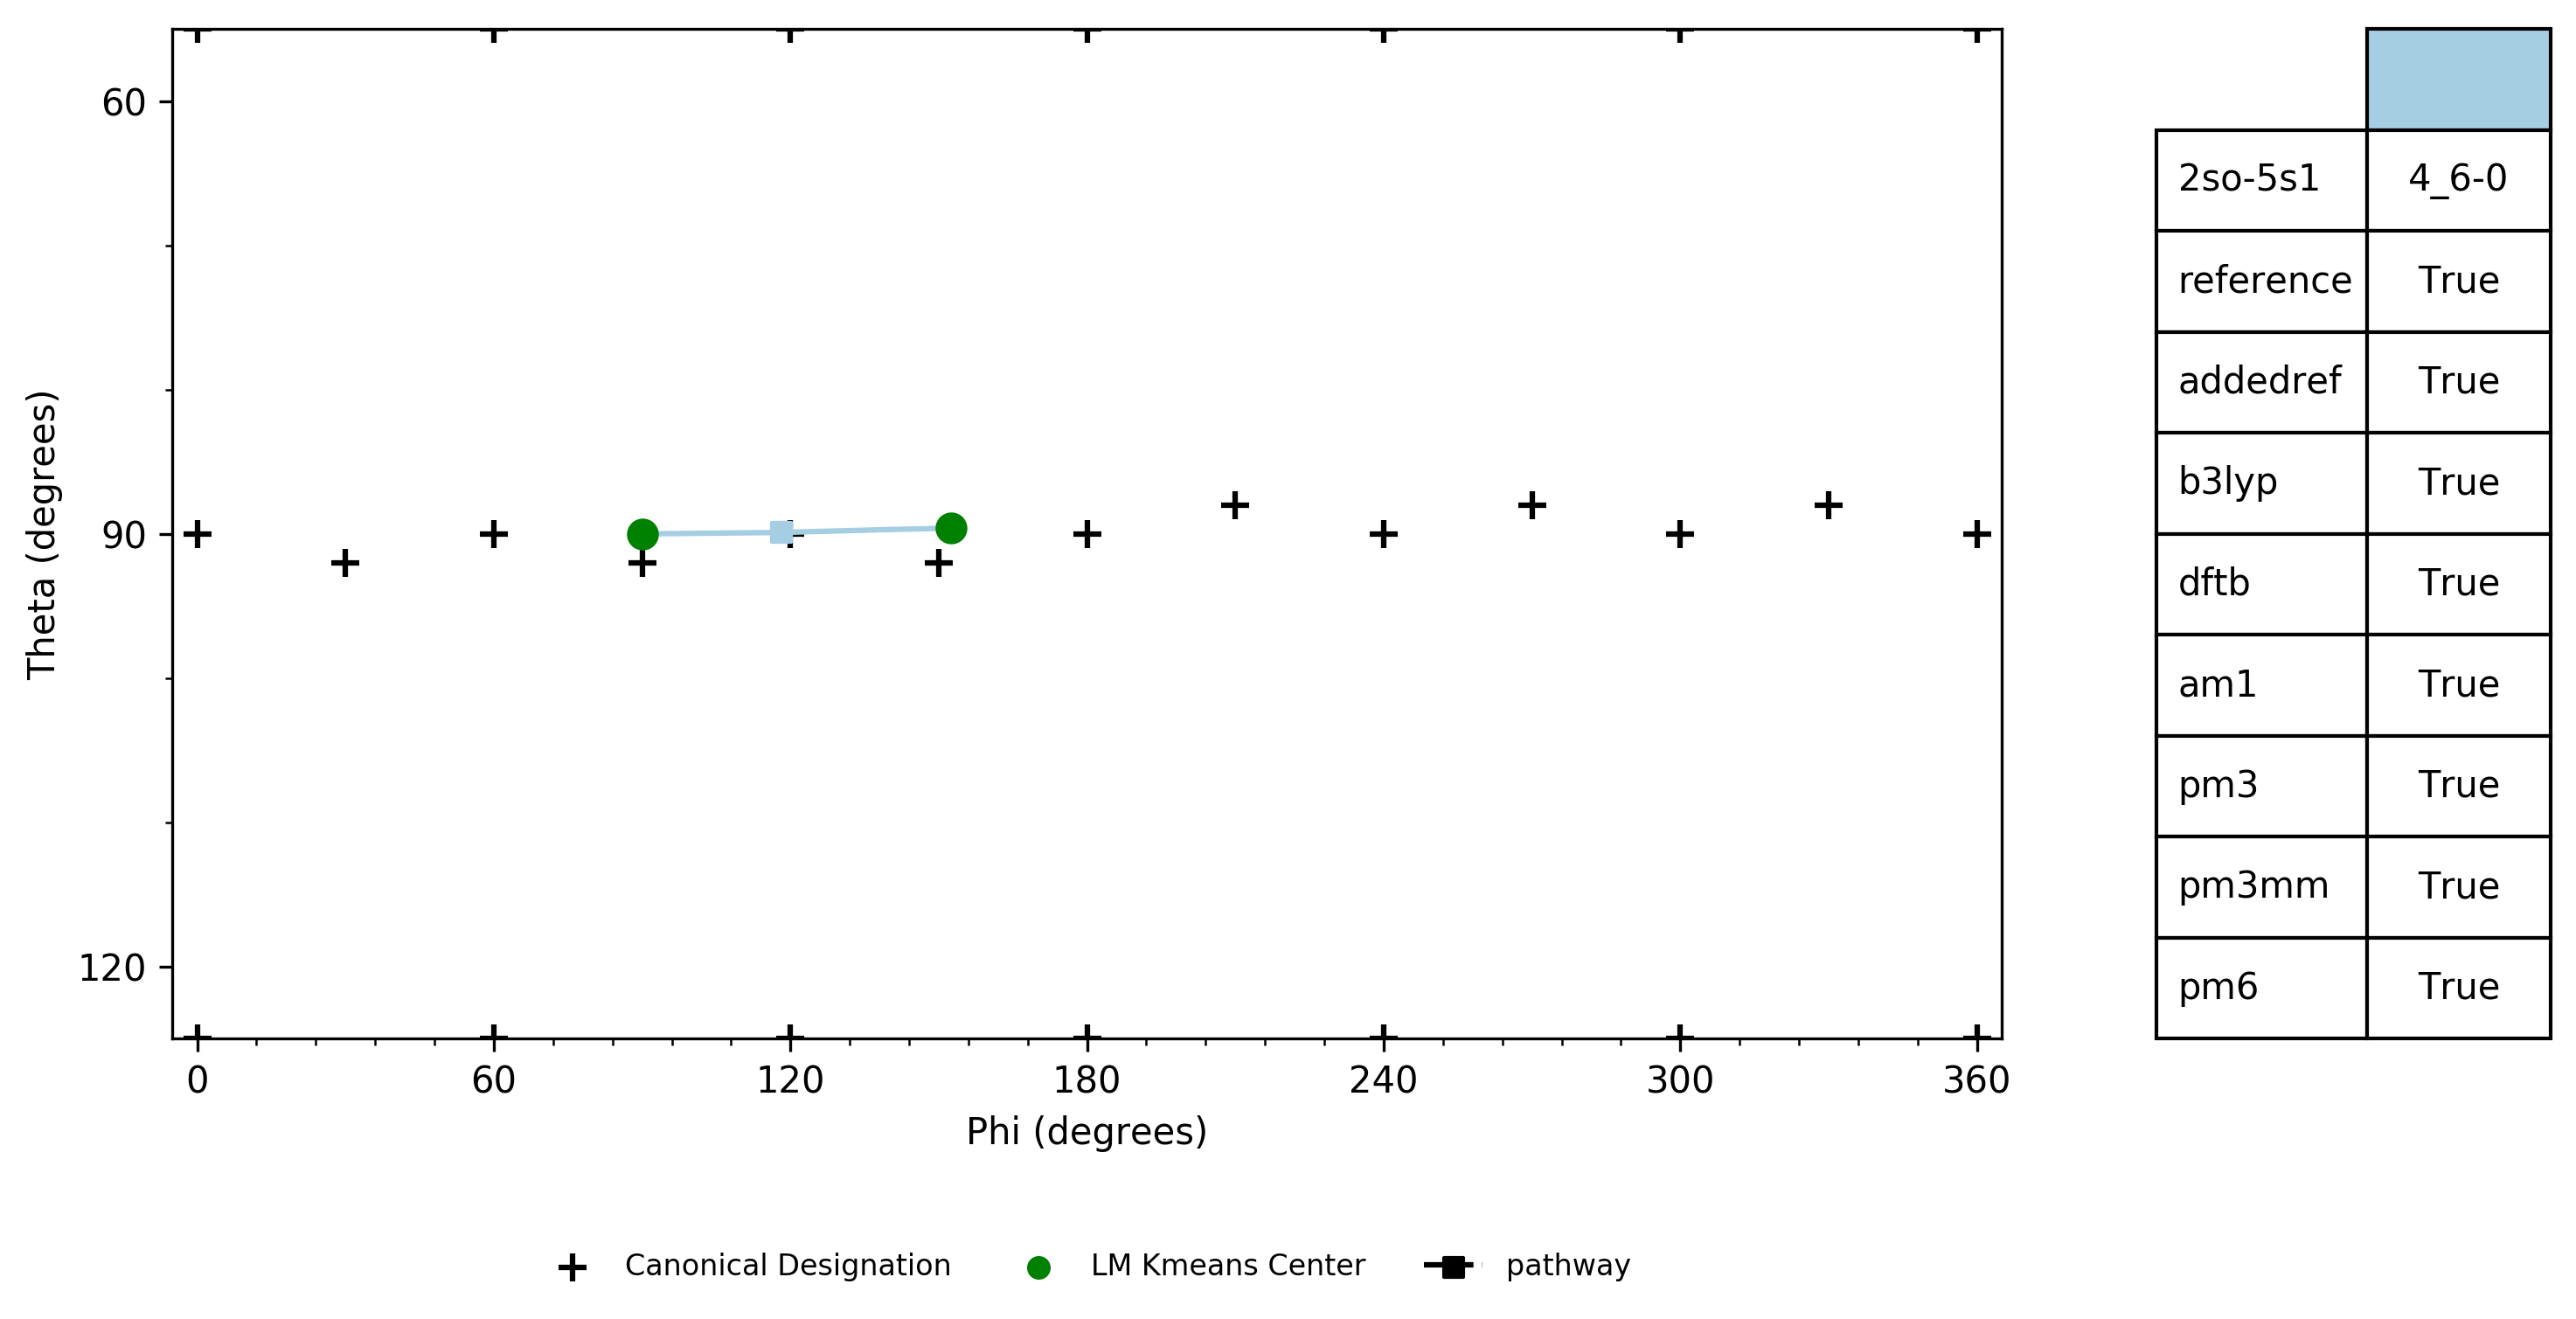 60
90
120
Theta (degrees)
0 60 120 180 240 300 360
Phi (degrees)
Canonical Designation LM Kmeans Center pathway
2so-5s1 4_6-0
reference True
addedref True
b3lyp True
dftb True
am1 True
pm3 True
pm3mm True
pm6 True